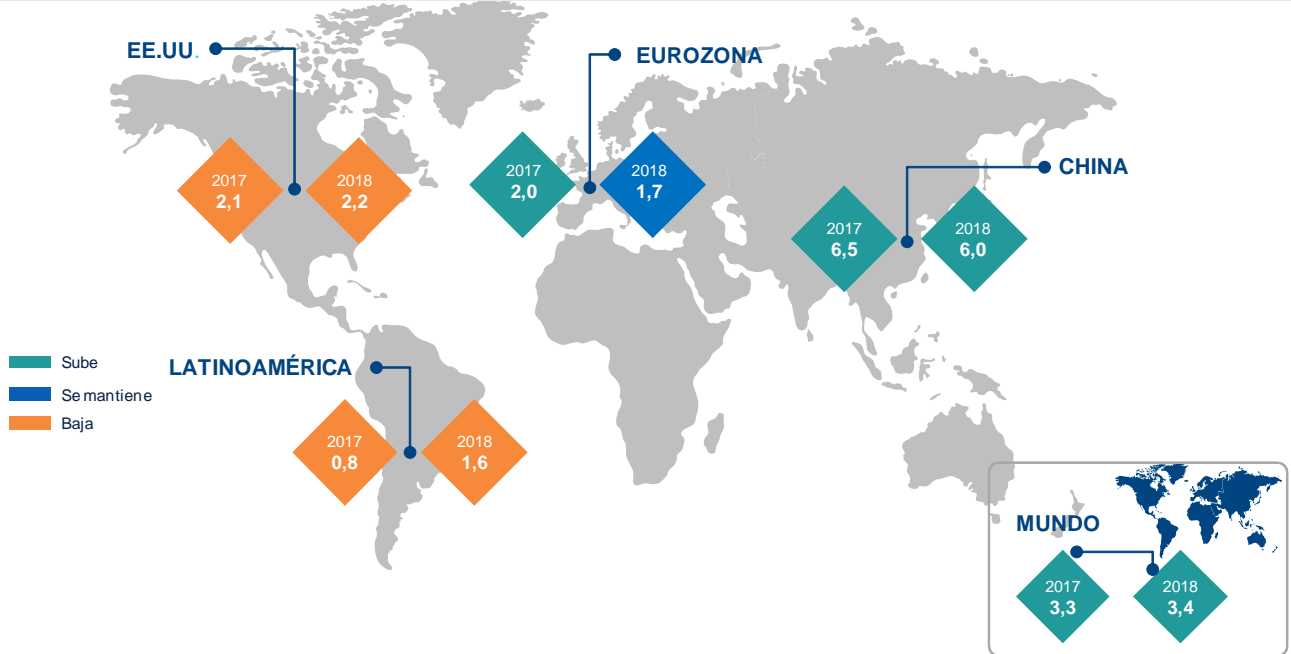 EE.UU.
2017
2,1
2018
2,2
EUROZONA
2017
2,0
2018
1,7
CHINA
2017
6,5
2018
6,0
Sube
Se mantiene
Baja
LATINOAMÉRICA
2017
0,8
2018
1,6
MUNDO
2017
3,3
2018
3,4